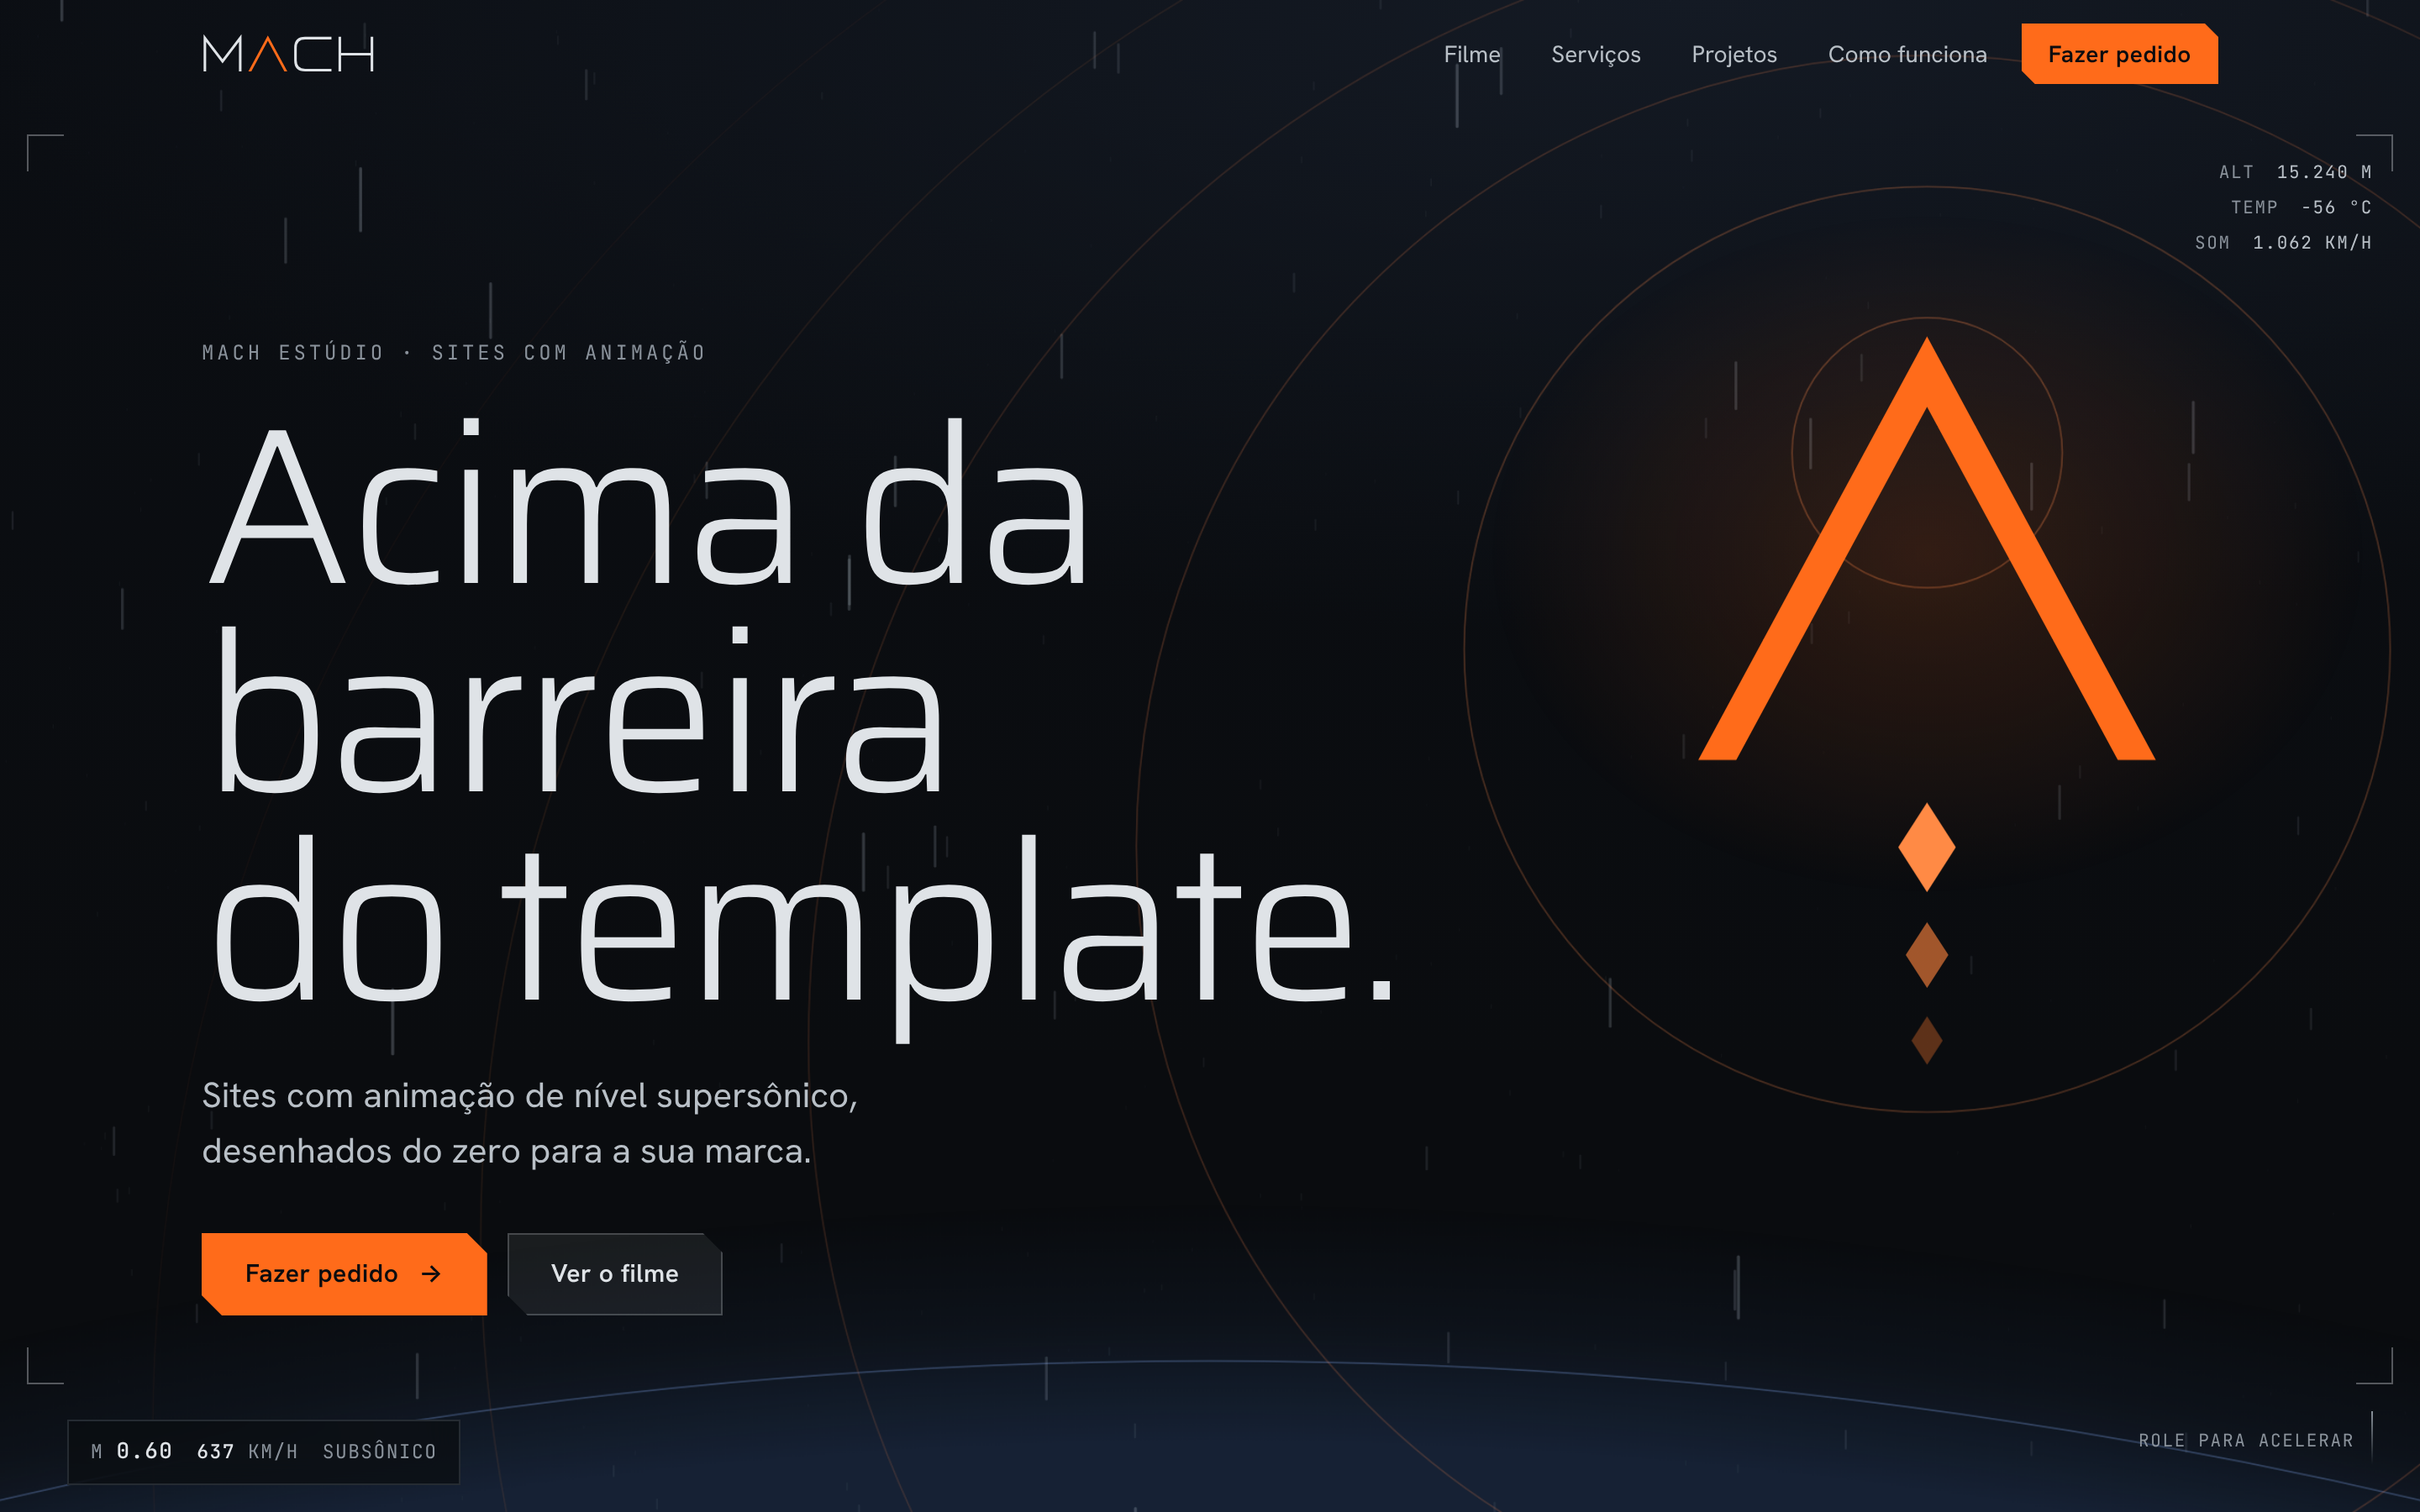 MACH
Filme
Serviços
Projetos
Como funciona
Fazer pedido
ALT 15.240 M
TEMP -56 °C
SOM 1.062 KM/H
MACH ESTÚDIO · SITES COM ANIMAÇÃO
Acima da
barreira
do template.
Sites com animação de nível supersônico,
desenhados do zero para a sua marca.
Fazer pedido →
Ver o filme
M 0.60 637 KM/H SUBSÔNICO
ROLE PARA ACELERAR